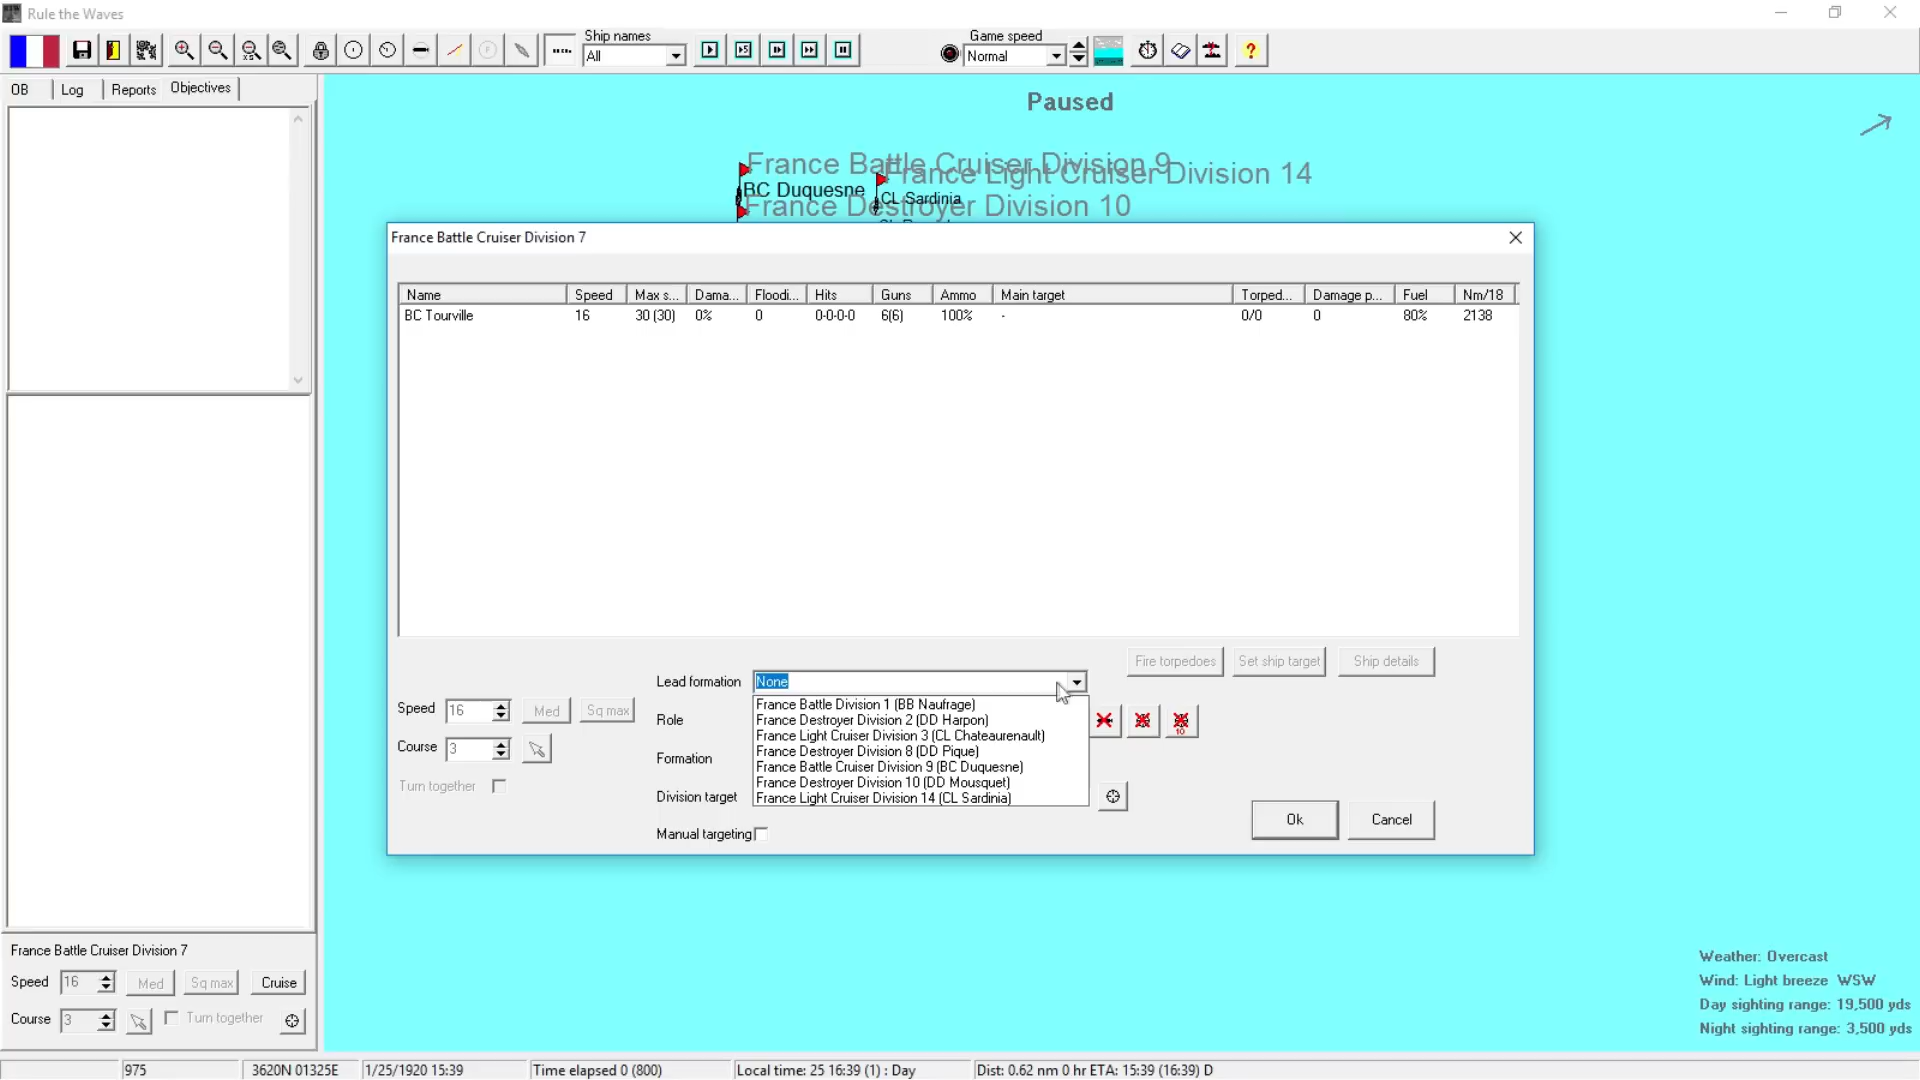 Rule the Waves
Ship names
All
Game speed
Normal
OB
Log
Reports
Objectives
Paused
France Battle Cruiser Division 9
France Light Cruiser Division 14
BC Duquesne
CL Sardinia
France Destroyer Division 10
France Battle Cruiser Division 7
Name Speed Max s... Dama... Floodi... Hits Guns Ammo Main target Torped... Damage p... Fuel Nm/18
BC Tourville 16 30 (30) 0% 0 0-0-0-0 6(6) 100% - 0/0 0 80% 2138
Fire torpedoes
Set ship target
Ship details
Lead formation
None
France Battle Division 1 (BB Naufrage)
France Destroyer Division 2 (DD Harpon)
France Light Cruiser Division 3 (CL Chateaurenault)
France Destroyer Division 8 (DD Pique)
France Battle Cruiser Division 9 (BC Duquesne)
France Destroyer Division 10 (DD Mousquet)
France Light Cruiser Division 14 (CL Sardinia)
Speed 16 Med Sq max
Role
Course 3
Formation
Turn together
Division target
Manual targeting
10
Ok
Cancel
France Battle Cruiser Division 7
Speed 16 Med Sq max Cruise
Course 3 Turn together
Weather: Overcast
Wind: Light breeze WSW
Day sighting range: 19,500 yds
Night sighting range: 3,500 yds
975
3620N 01325E
1/25/1920 15:39
Time elapsed 0 (800)
Local time: 25 16:39 (1) : Day
Dist: 0.62 nm 0 hr ETA: 15:39 (16:39) D